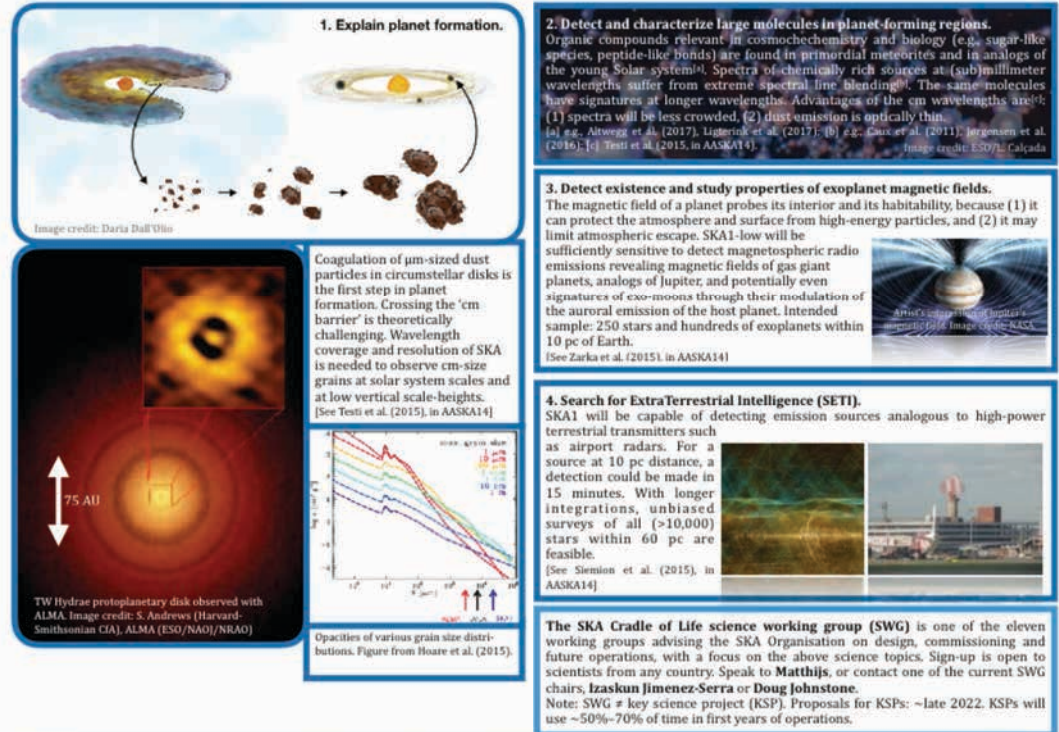 1. Explain planet formation.
Image credit: Daria Dall'Olio
Coagulation of µm-sized dust
particles in circumstellar disks is
the first step in planet
formation. Crossing the 'cm
barrier' is theoretically
challenging. Wavelength
coverage and resolution of SKA
is needed to observe cm-size
grains at solar system scales and
at low vertical scale-heights.
[See Testi et al. (2015), in AASKA14]
75 AU
TW Hydrae protoplanetary disk observed with
ALMA. Image credit: S. Andrews (Harvard-
Smithsonian CfA), ALMA (ESO/NAOJ/NRAO)
Opacities of various grain size distri-
butions. Figure from Hoare et al. (2015).
2. Detect and characterize large molecules in planet-forming regions.
Organic compounds relevant in cosmochechemistry and biology (e.g., sugar-like
species, peptide-like bonds) are found in primordial meteorites and in analogs of
the young Solar system[a]. Spectra of chemically rich sources at (sub)millimeter
wavelengths suffer from extreme spectral line blending[b]. The same molecules
have signatures at longer wavelengths. Advantages of the cm wavelengths are[c]:
(1) spectra will be less crowded, (2) dust emission is optically thin.
[a] e.g., Altwegg et al. (2017), Ligterink et al. (2017); [b] e.g., Caux et al. (2011), Jørgensen et al.
(2016); [c] Testi et al. (2015, in AASKA14).
Image credit: ESO/L. Calçada
3. Detect existence and study properties of exoplanet magnetic fields.
The magnetic field of a planet probes its interior and its habitability, because (1) it
can protect the atmosphere and surface from high-energy particles, and (2) it may
limit atmospheric escape. SKA1-low will be
sufficiently sensitive to detect magnetospheric radio
emissions revealing magnetic fields of gas giant
planets, analogs of Jupiter, and potentially even
signatures of exo-moons through their modulation of
the auroral emission of the host planet. Intended
sample: 250 stars and hundreds of exoplanets within
10 pc of Earth.
[See Zarka et al. (2015), in AASKA14]
Artist's impression of Jupiter's
magnetic field. Image credit: NASA
4. Search for ExtraTerrestrial Intelligence (SETI).
SKA1 will be capable of detecting emission sources analogous to high-power
terrestrial transmitters such
as airport radars. For a
source at 10 pc distance, a
detection could be made in
15 minutes. With longer
integrations, unbiased
surveys of all (>10,000)
stars within 60 pc are
feasible.
[See Siemion et al. (2015), in
AASKA14]
The SKA Cradle of Life science working group (SWG) is one of the eleven
working groups advising the SKA Organisation on design, commissioning and
future operations, with a focus on the above science topics. Sign-up is open to
scientists from any country. Speak to Matthijs, or contact one of the current SWG
chairs, Izaskun Jimenez-Serra or Doug Johnstone.
Note: SWG ≠ key science project (KSP). Proposals for KSPs: ~late 2022. KSPs will
use ~50%-70% of time in first years of operations.